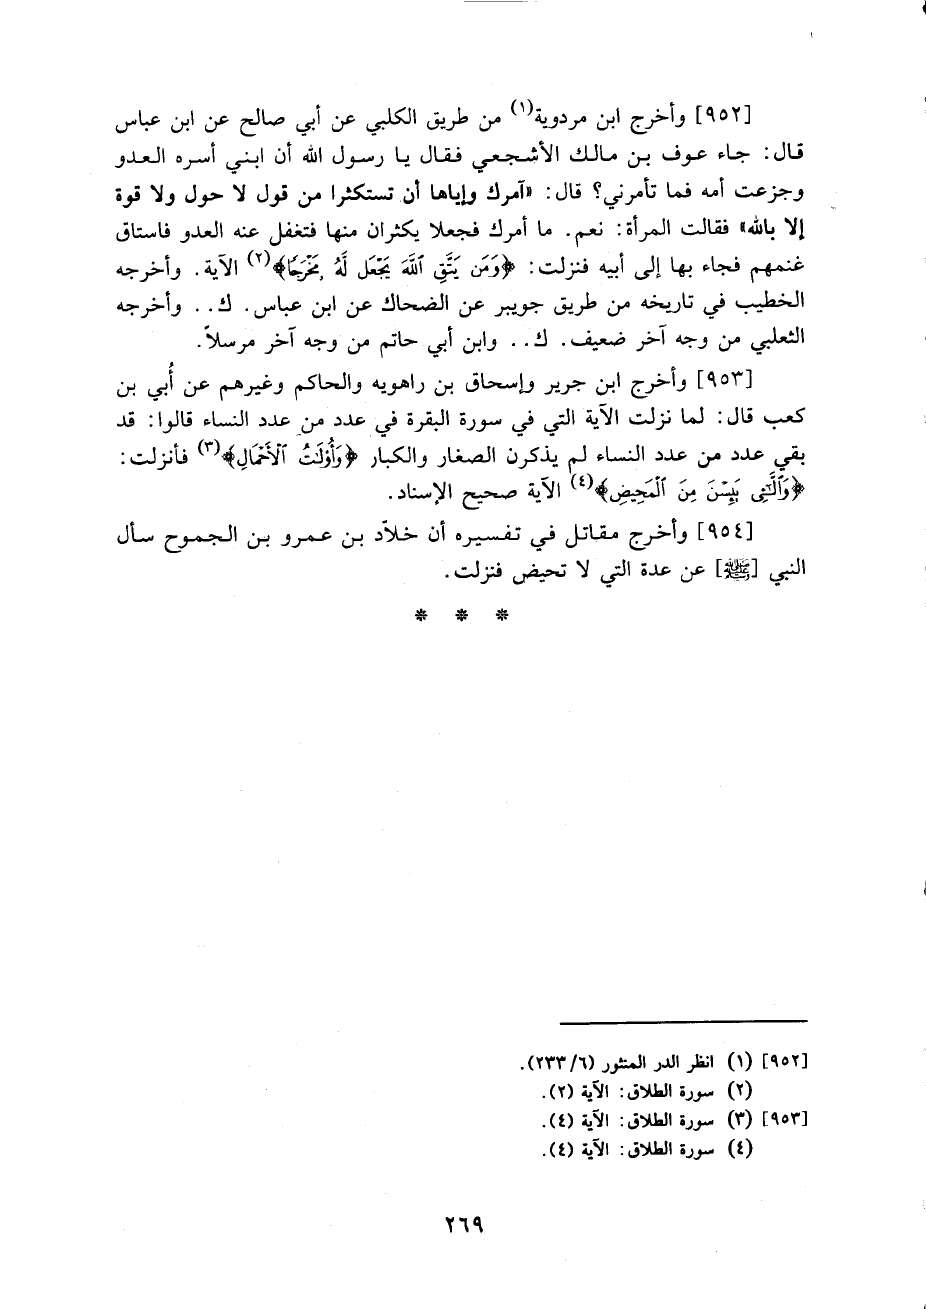 [٩٥٢] وأخرج ابن مردوية(١) من طريق الكلبي عن أبي صالح عن ابن عباس
قال: جاء عوف بن مالك الأشجعي فقال يا رسول الله أن ابني أسره العدو
وجزعت أمه فما تأمرني؟ قال: «آمرك وإياها أن تستكثرا من قول لا حول ولا قوة
إلا بالله» فقالت المرأة: نعم. ما أمرك فجعلا يكثران منها فتغفل عنه العدو فاستاق
غنمهم فجاء بها إلى أبيه فنزلت: ﴿وَمَن يَتَّقِ ٱللَّهَ يَجْعَل لَّهُۥ مَخْرَجًا﴾(٢) الآية. وأخرجه
الخطيب في تاريخه من طريق جويبر عن الضحاك عن ابن عباس. ك.. وأخرجه
الثعلبي من وجه آخر ضعيف. ك.. وابن أبي حاتم من وجه آخر مرسلاً.
[٩٥٣] وأخرج ابن جرير وإسحاق بن راهويه والحاكم وغيرهم عن أُبي بن
كعب قال: لما نزلت الآية التي في سورة البقرة في عدد من عدد النساء قالوا: قد
بقي عدد من عدد النساء لم يذكرن الصغار والكبار ﴿وَأُوْلَٰتُ ٱلْأَحْمَالِ﴾(٣) فأنزلت:
﴿وَٱلَّٰٓـِٔى يَئِسْنَ مِنَ ٱلْمَحِيضِ﴾(٤) الآية صحيح الإسناد.
[٩٥٤] وأخرج مقاتل في تفسيره أن خلاّد بن عمرو بن الجموح سأل
النبي [ﷺ] عن عدة التي لا تحيض فنزلت.
* * *
[٩٥٢] (١) انظر الدر المنثور (٢٣٣/٦).
(٢) سورة الطلاق: الآية (٢).
[٩٥٣] (٣) سورة الطلاق: الآية (٤).
(٤) سورة الطلاق: الآية (٤).
٢٦٩